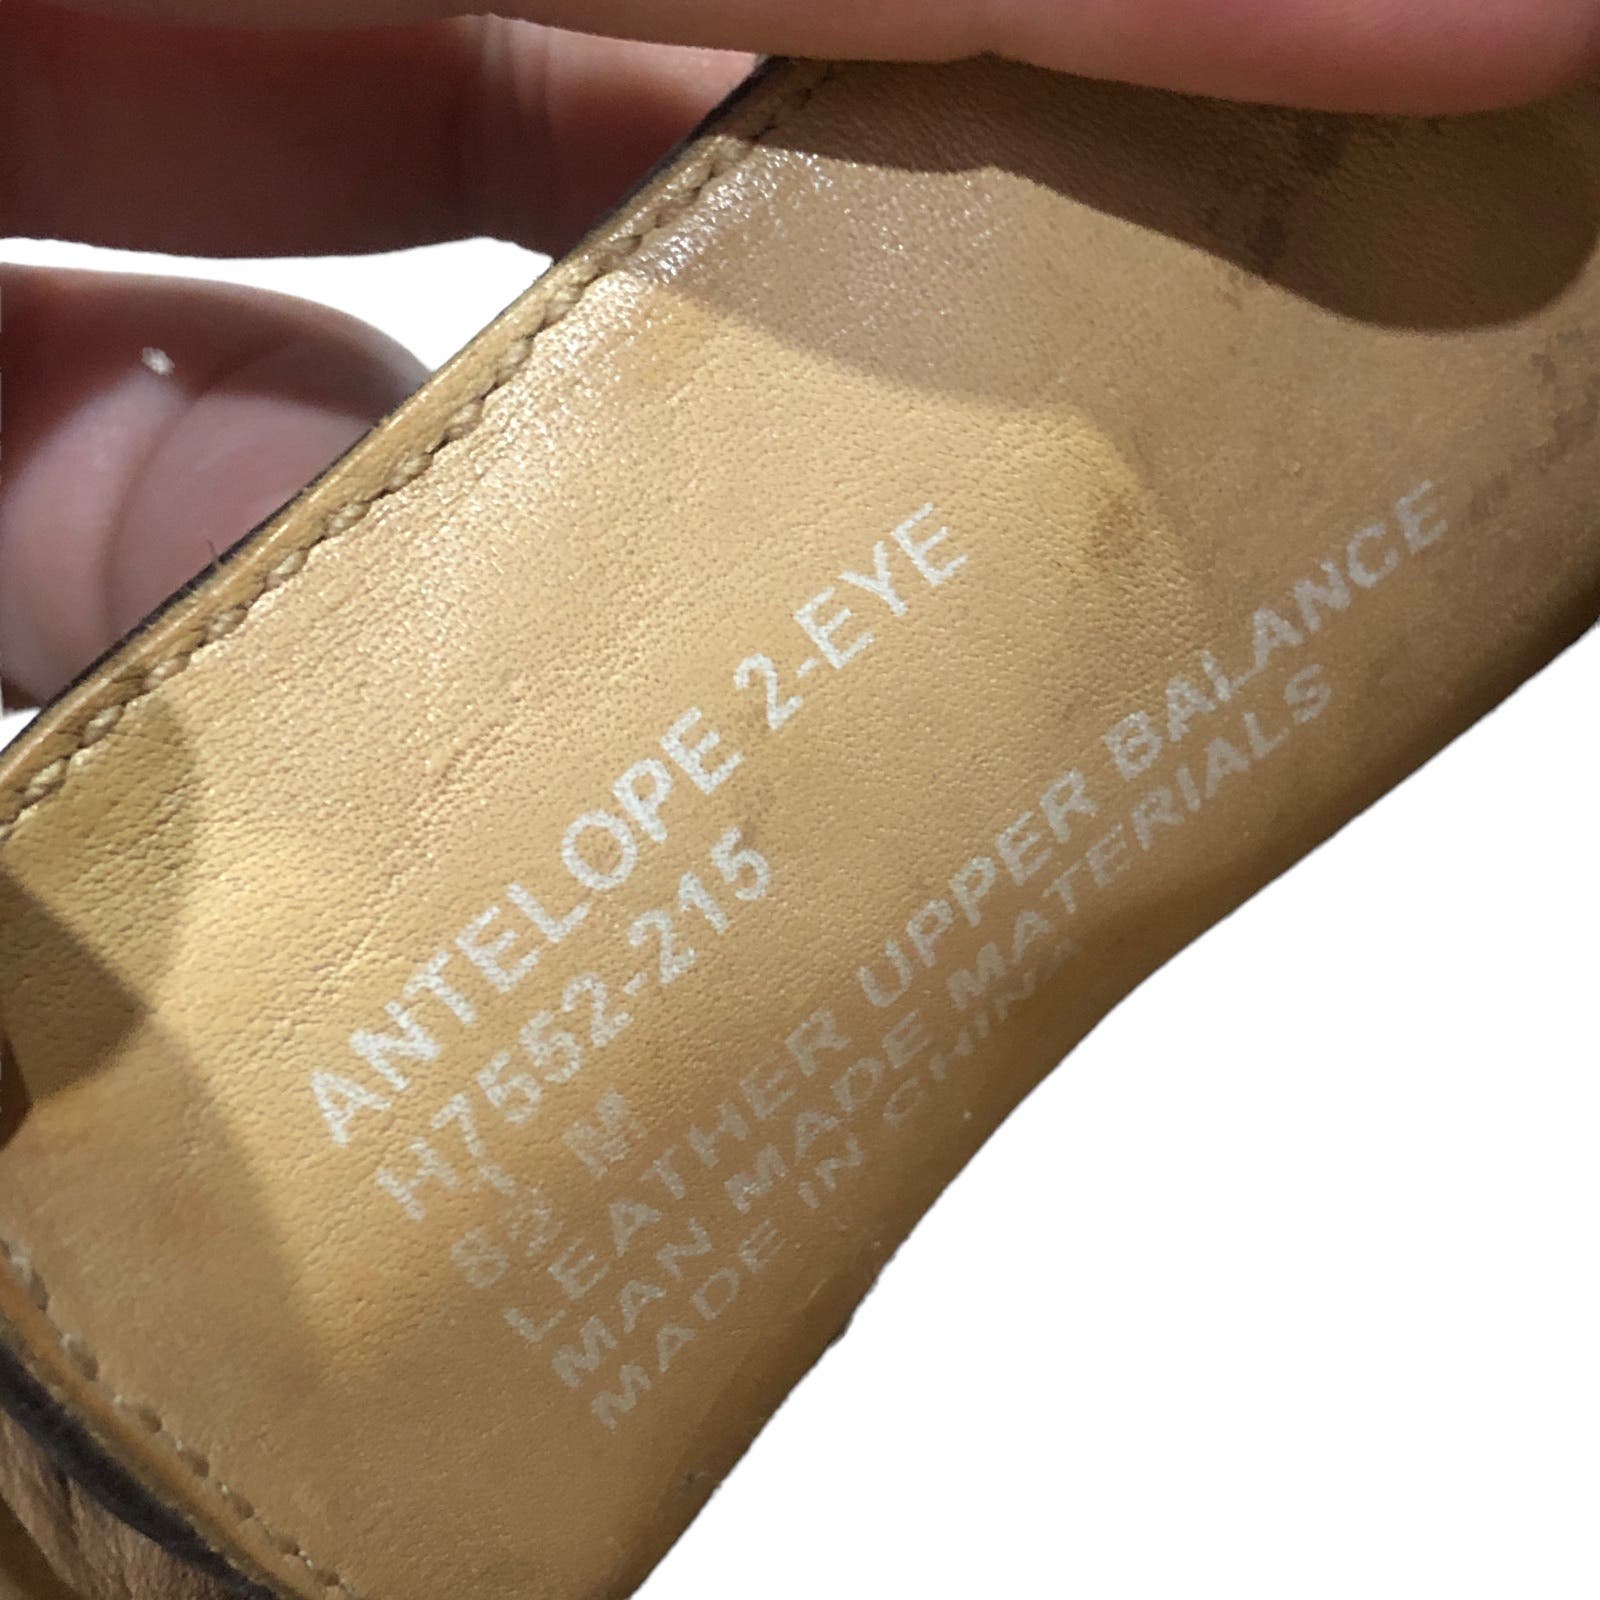 ANTELOPE 2-EYE
H7552-215
8½ M
LEATHER UPPER BALANCE
MAN MADE MATERIALS
MADE IN CHINA